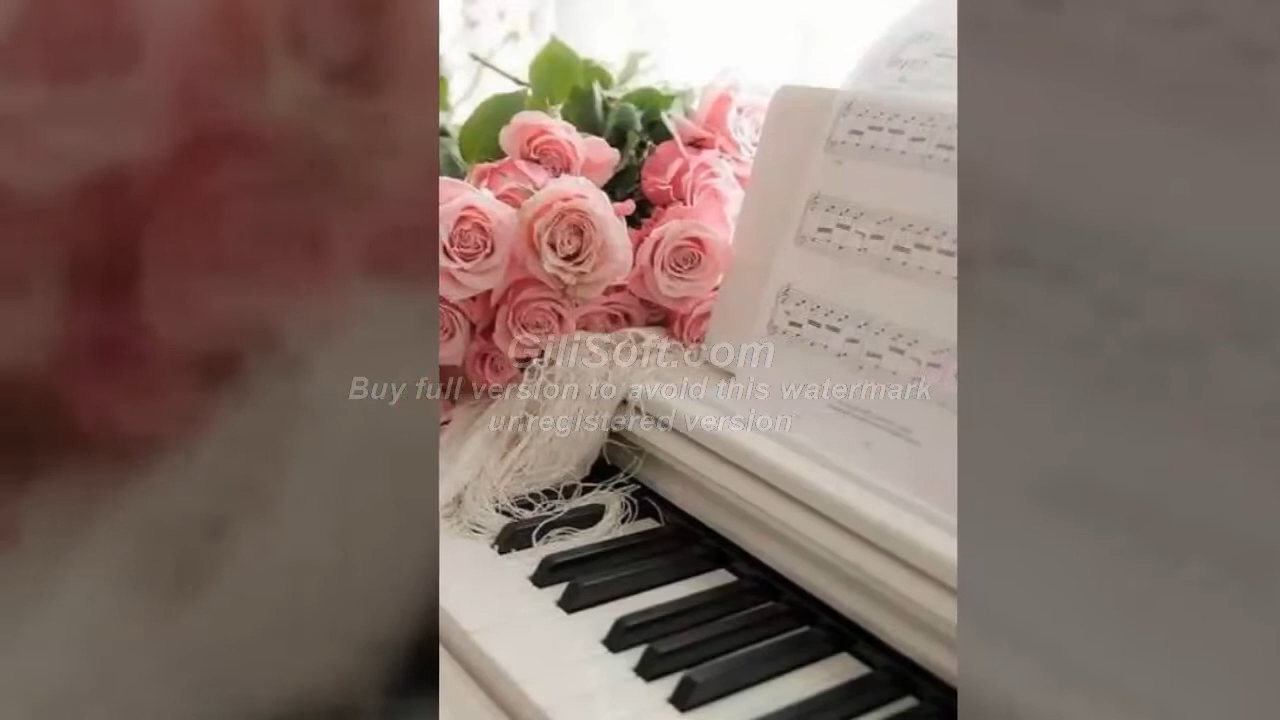 GiliSoft.com
Buy full version to avoid this watermark
unregistered version